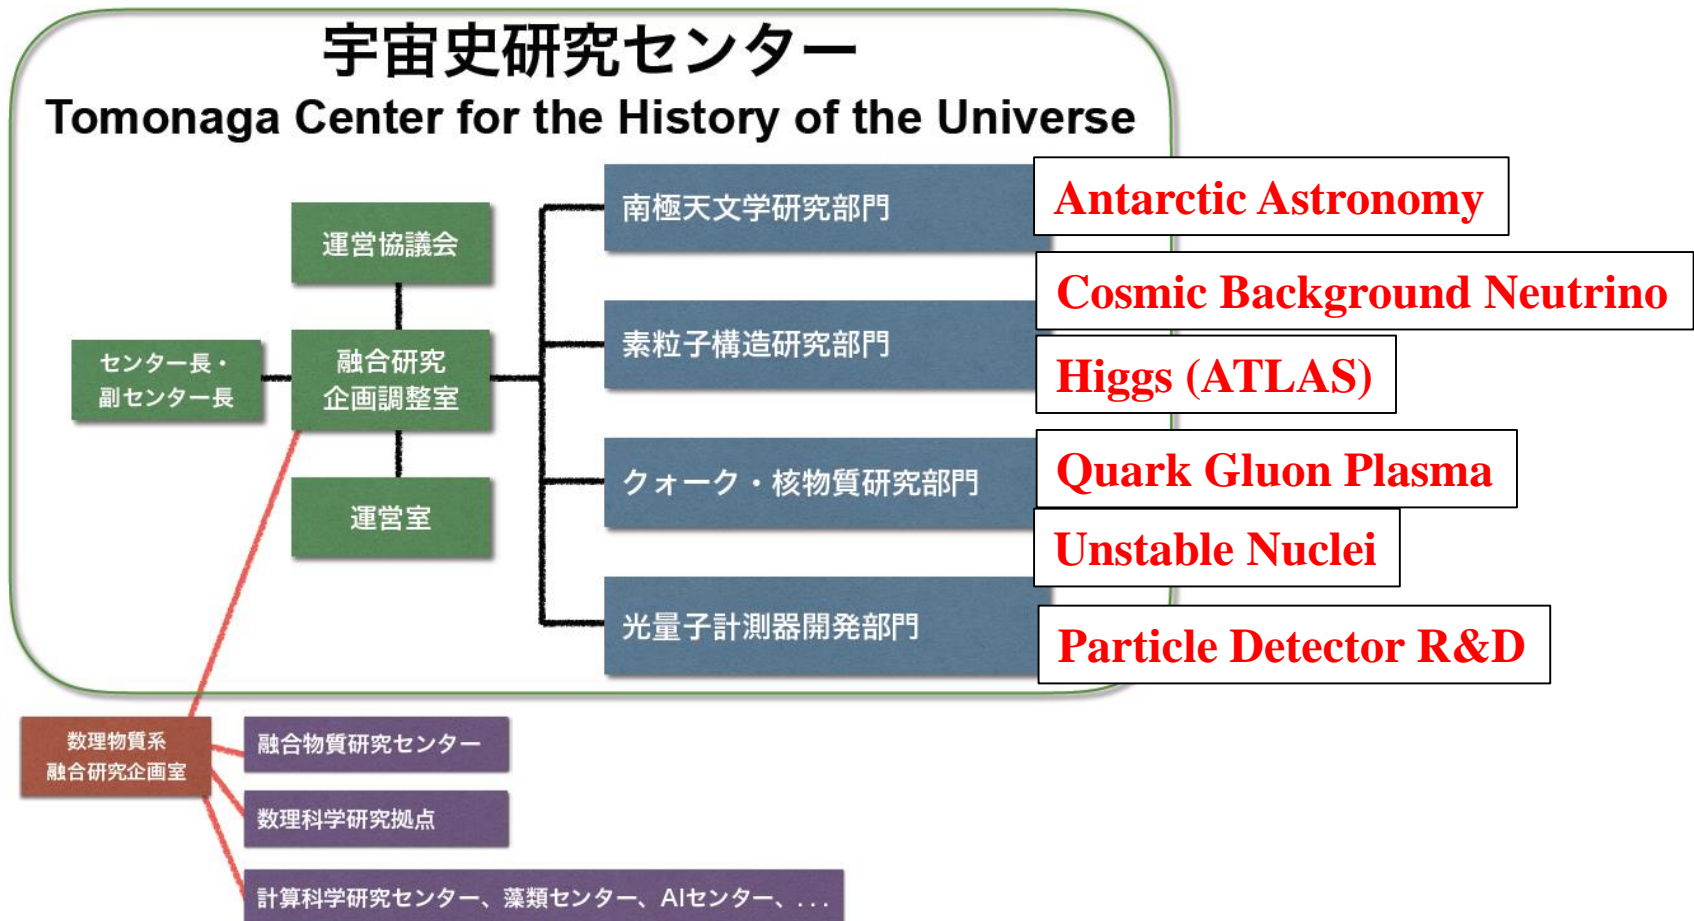 宇宙史研究センター
Tomonaga Center for the History of the Universe
運営協議会
センター長・
副センター長
融合研究
企画調整室
運営室
南極天文学研究部門
Antarctic Astronomy
素粒子構造研究部門
Cosmic Background Neutrino
Higgs (ATLAS)
クォーク・核物質研究部門
Quark Gluon Plasma
Unstable Nuclei
光量子計測器開発部門
Particle Detector R&D
数理物質系
融合研究企画室
融合物質研究センター
数理科学研究拠点
計算科学研究センター、藻類センター、AIセンター、...